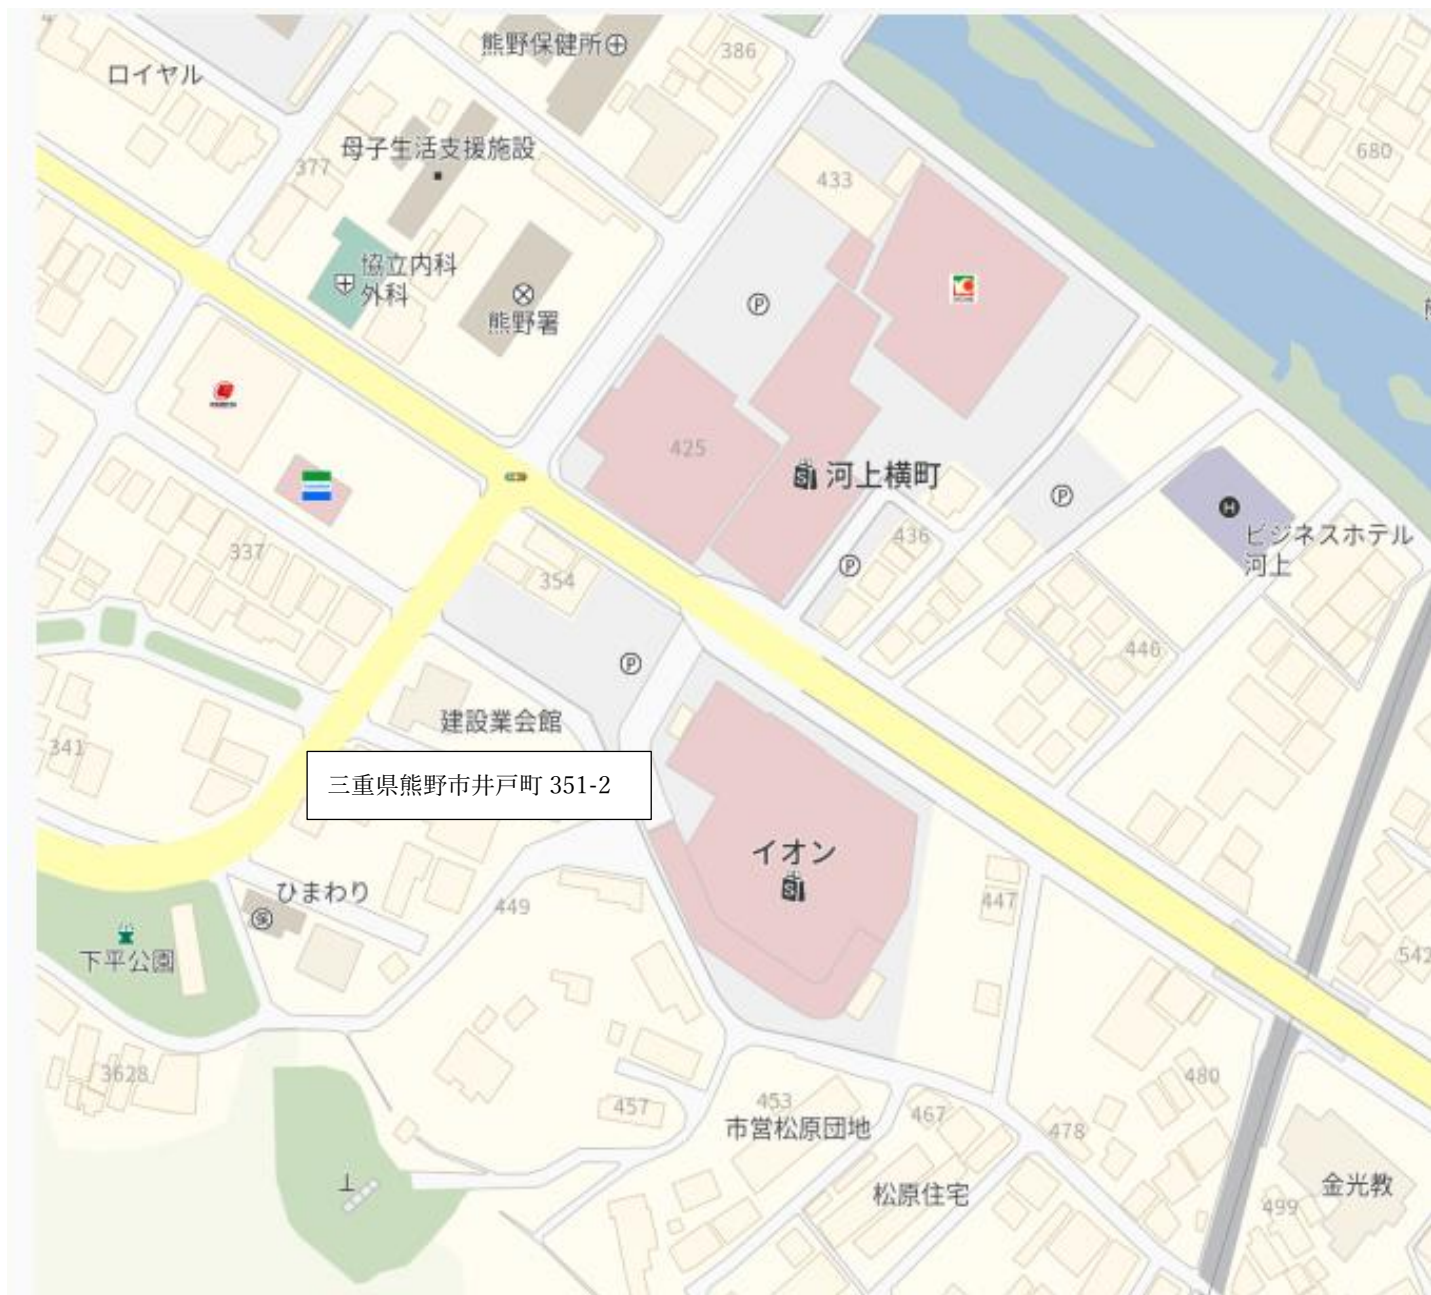 熊野保健所
386
ロイヤル
母子生活支援施設
377
680
433
協立内科
外科
熊野署
P
425
河上横町
P
436
P
H
ビジネスホテル
河上
337
354
446
P
建設業会館
341
三重県熊野市井戸町 351-2
イオン
ひまわり
449
447
下平公園
542
3628
480
453
457
467
市営松原団地
478
松原住宅
金光教
499